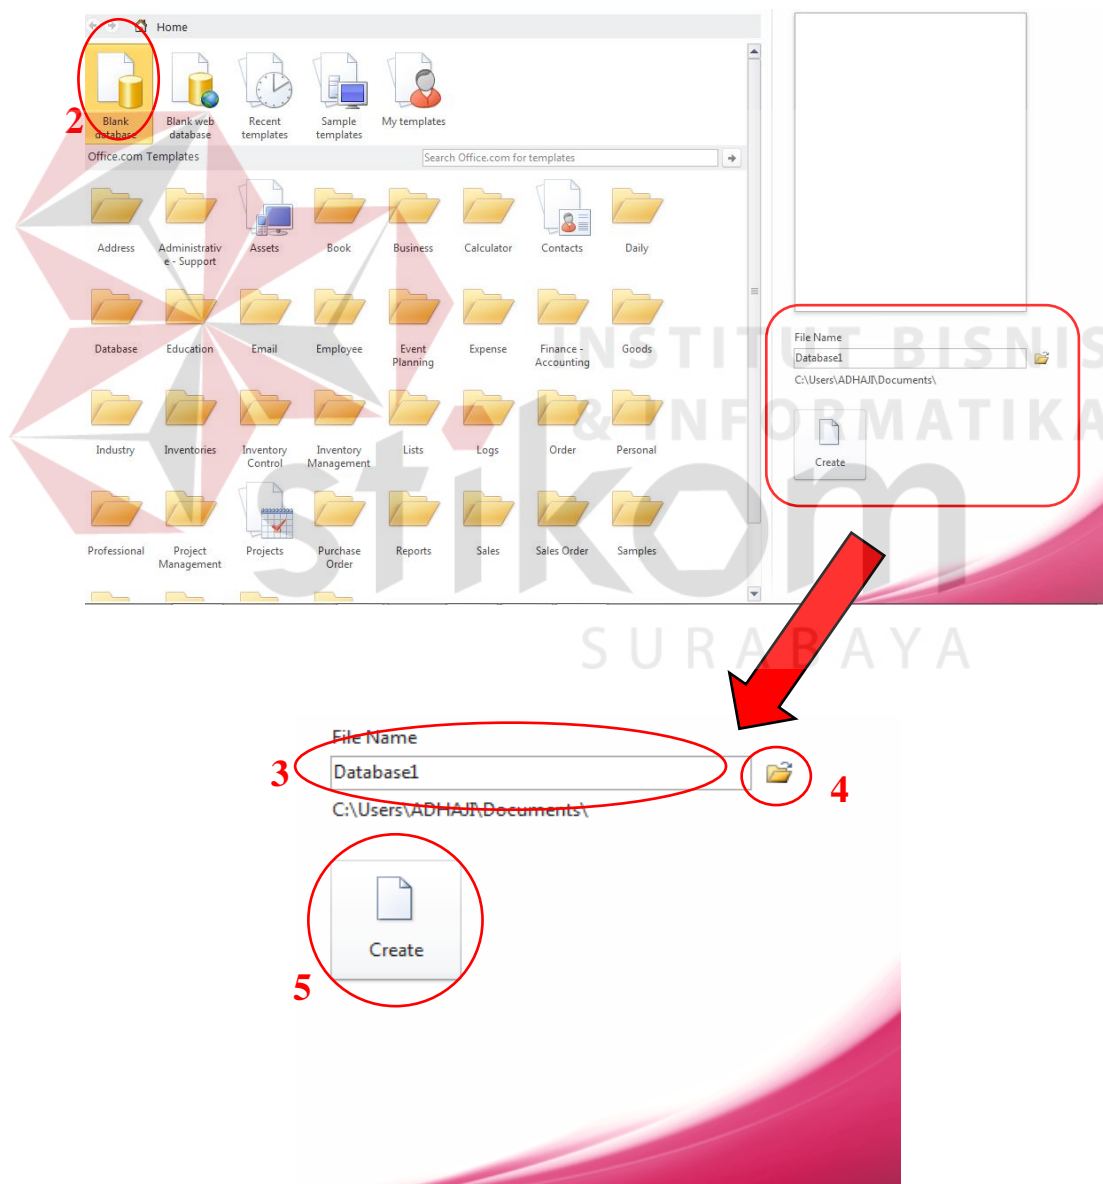 Home
2
Blank database
Blank web database
Recent templates
Sample templates
My templates
Office.com Templates
Search Office.com for templates
Address
Administrativ
e - Support
Assets
Book
Business
Calculator
Contacts
Daily
Database
Education
Email
Employee
Event
Planning
Expense
Finance -
Accounting
Goods
Industry
Inventories
Inventory
Control
Inventory
Management
Lists
Logs
Order
Personal
Professional
Project
Management
Projects
Purchase
Order
Reports
Sales
Sales Order
Samples
File Name
Database1
C:\Users\ADHAJI\Documents\
Create
INSTITUT BISNIS
& INFORMATIKA
stikom
SURABAYA
File Name
3
Database1
4
C:\Users\ADHAJI\Documents\
Create
5